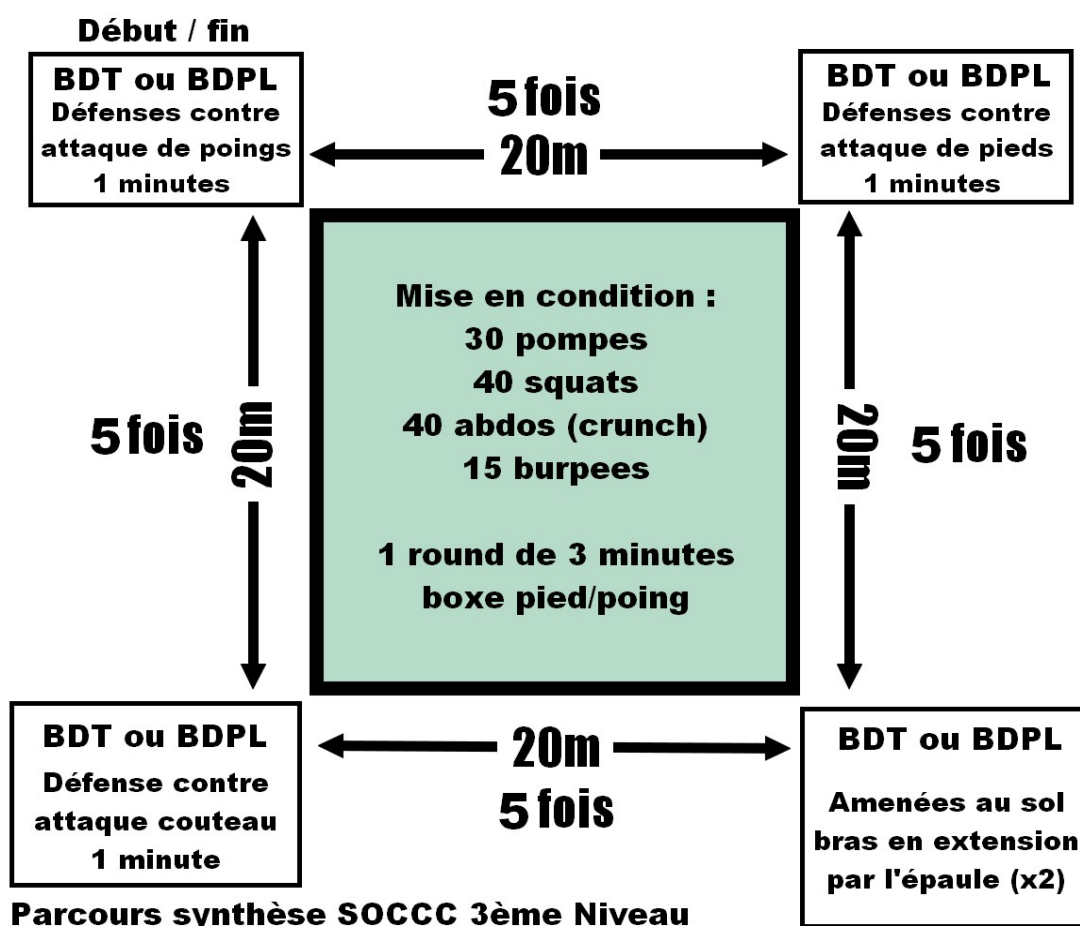 Début / fin
BDT ou BDPL
Défenses contre
attaque de poings
1 minutes
5 fois
20m
BDT ou BDPL
Défenses contre
attaque de pieds
1 minutes
5 fois
20m
Mise en condition :
30 pompes
40 squats
40 abdos (crunch)
15 burpees
1 round de 3 minutes
boxe pied/poing
20m
5 fois
BDT ou BDPL
Défense contre
attaque couteau
1 minute
20m
5 fois
BDT ou BDPL
Amenées au sol
bras en extension
par l'épaule (x2)
Parcours synthèse SOCCC 3ème Niveau